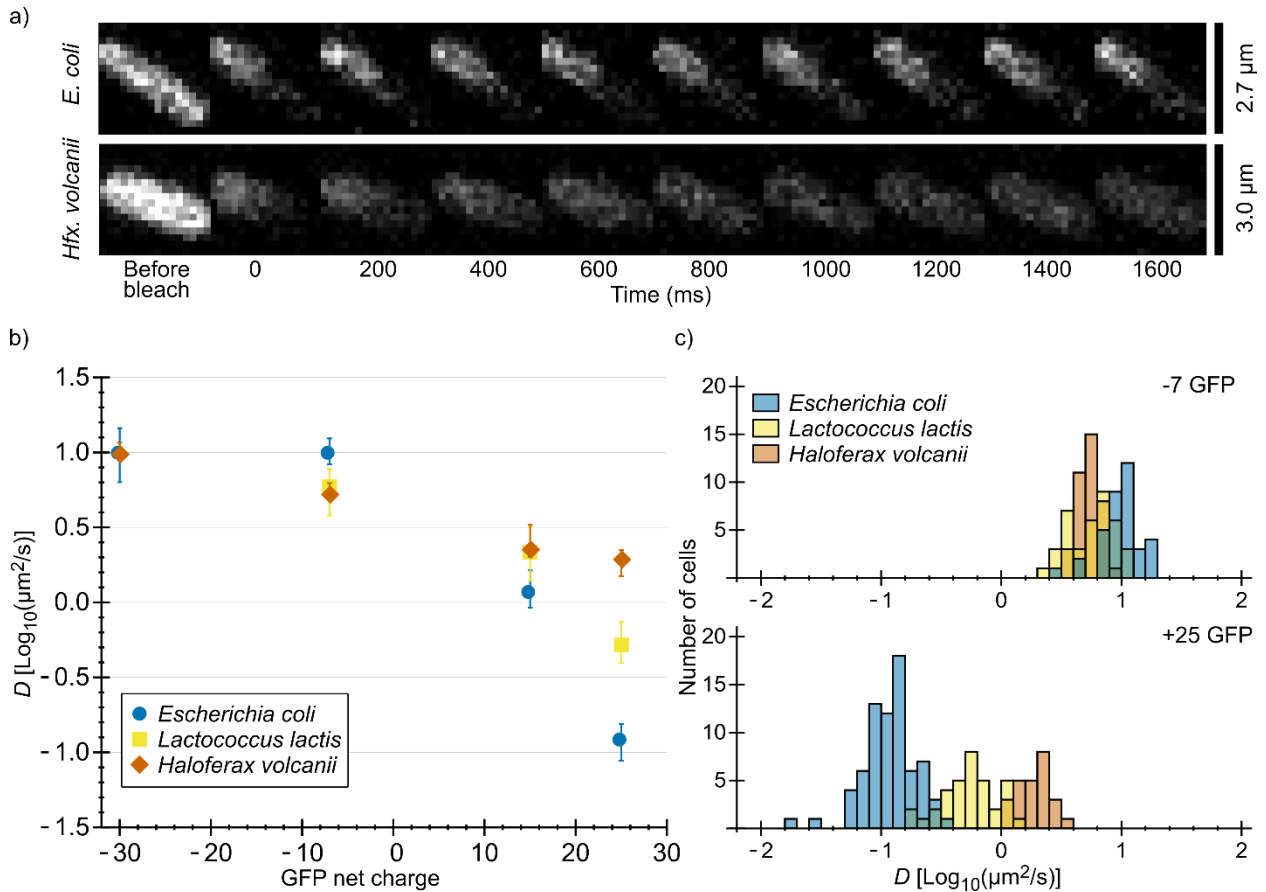 a)
E. coli
2.7 µm
Hfx. volcanii
3.0 µm
Before bleach
0 200 400 600 800 1000 1200 1400 1600
Time (ms)
b)
1.5
1.0
0.5
0.0
-0.5
-1.0
-1.5
D [Log10(µm²/s)]
Escherichia coli
Lactococcus lactis
Haloferax volcanii
-30 -20 -10 0 10 20 30
GFP net charge
c)
-7 GFP
20
15
10
5
Escherichia coli
Lactococcus lactis
Haloferax volcanii
-2 -1 0 1 2
Number of cells
+25 GFP
20
15
10
5
-2 -1 0 1 2
D [Log10(µm²/s)]